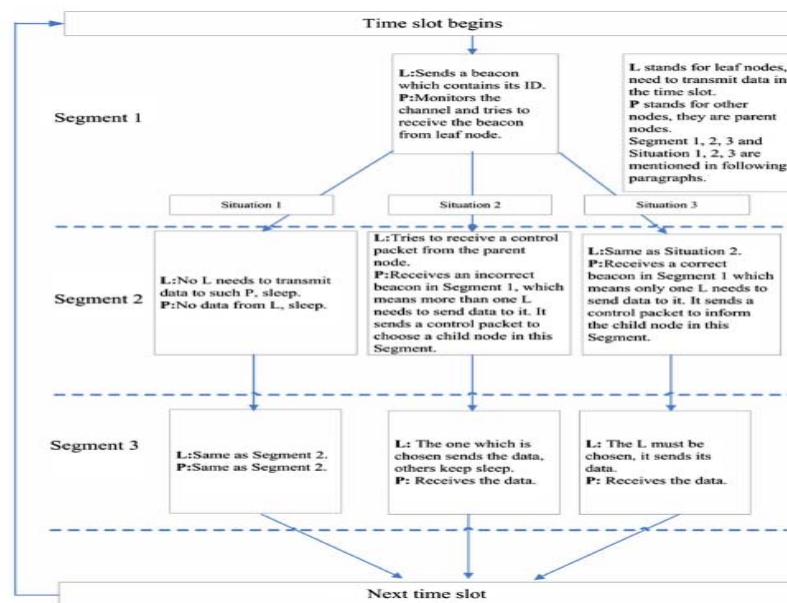 Time slot begins
L:Sends a beacon
which contains its ID.
P:Monitors the
channel and tries to
receive the beacon
from leaf node.
L stands for leaf nodes,
need to transmit data in
the time slot.
P stands for other
nodes, they are parent
nodes.
Segment 1, 2, 3 and
Situation 1, 2, 3 are
mentioned in following
paragraphs.
Segment 1
Situation 1
Situation 2
Situation 3
Segment 2
L:No L needs to transmit
data to such P, sleep.
P:No data from L, sleep.
L:Tries to receive a control
packet from the parent
node.
P:Receives an incorrect
beacon in Segment 1, which
means more than one L
needs to send data to it. It
sends a control packet to
choose a child node in this
Segment.
L:Same as Situation 2.
P:Receives a correct
beacon in Segment 1 which
means only one L needs to
send data to it. It sends a
control packet to inform
the child node in this
Segment.
Segment 3
L:Same as Segment 2.
P:Same as Segment 2.
L: The one which is
chosen sends the data,
others keep sleep.
P: Receives the data.
L: The L must be
chosen, it sends its
data.
P: Receives the data.
Next time slot